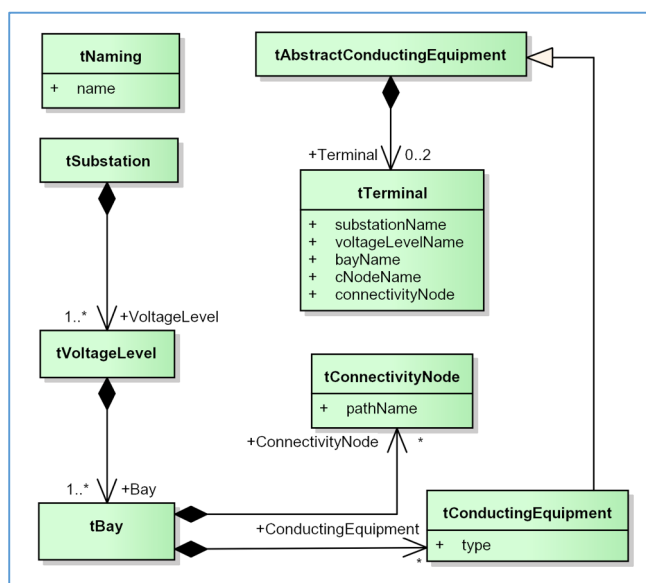 tNaming
+ name
tAbstractConductingEquipment
tSubstation
+Terminal 0..2
tTerminal
+ substationName
+ voltageLevelName
+ bayName
+ cNodeName
+ connectivityNode
1..* +VoltageLevel
tVoltageLevel
tConnectivityNode
+ pathName
+ConnectivityNode *
1..* +Bay
tBay
+ConductingEquipment
*
tConductingEquipment
+ type